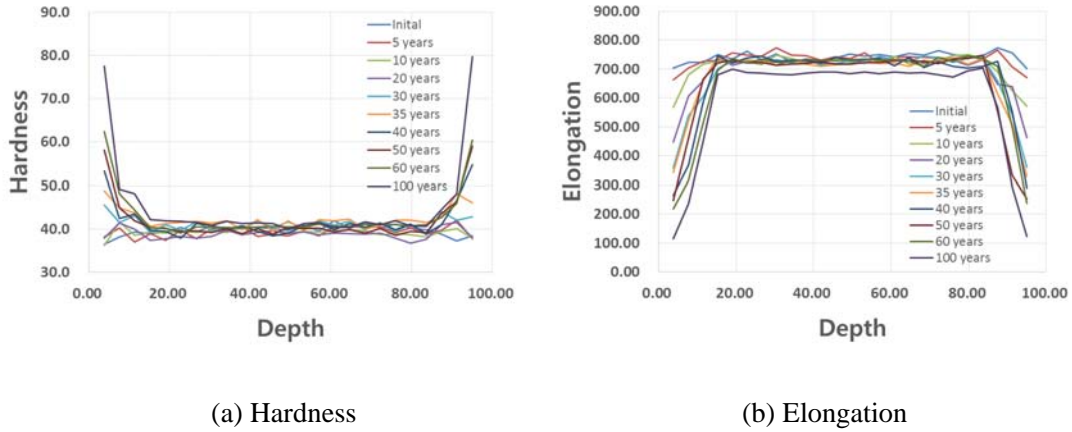 90.0
80.0
70.0
60.0
50.0
40.0
30.0
Hardness
0.00 20.00 40.00 60.00 80.00 100.00
Depth
Inital
5 years
10 years
20 years
30 years
35 years
40 years
50 years
60 years
100 years
(a) Hardness
900.00
800.00
700.00
600.00
500.00
400.00
300.00
200.00
100.00
0.00
Elongation
0.00 20.00 40.00 60.00 80.00 100.00
Depth
Initial
5 years
10 years
20 years
30 years
35 years
40 years
50 years
60 years
100 years
(b) Elongation